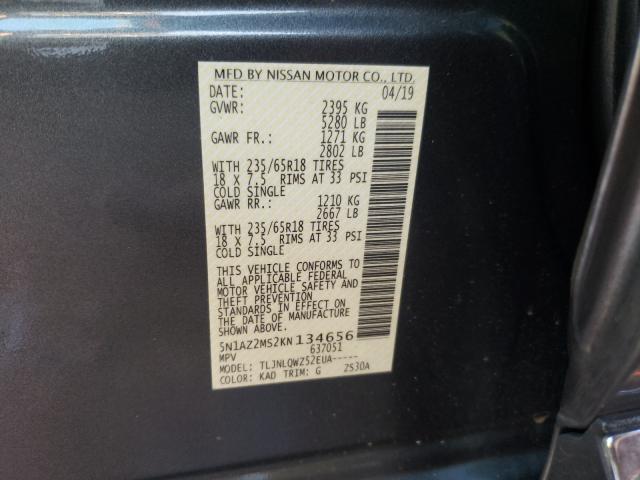 MFD BY NISSAN MOTOR CO., LTD.
DATE: 04/19
GVWR: 2395 KG
5280 LB
GAWR FR.: 1271 KG
2802 LB
WITH 235/65R18 TIRES
18 X 7.5 RIMS AT 33 PSI
COLD SINGLE
GAWR RR.: 1210 KG
2667 LB
WITH 235/65R18 TIRES
18 X 7.5 RIMS AT 33 PSI
COLD SINGLE
THIS VEHICLE CONFORMS TO
ALL APPLICABLE FEDERAL
MOTOR VEHICLE SAFETY AND
THEFT PREVENTION
STANDARDS IN EFFECT ON
THE DATE OF MANUFACTURE
SHOWN ABOVE.
5N1AZ2MS2KN134656
MPV 637051
MODEL: TLJNLQWZ52EUA-----
COLOR: KAD TRIM: G 2S30A